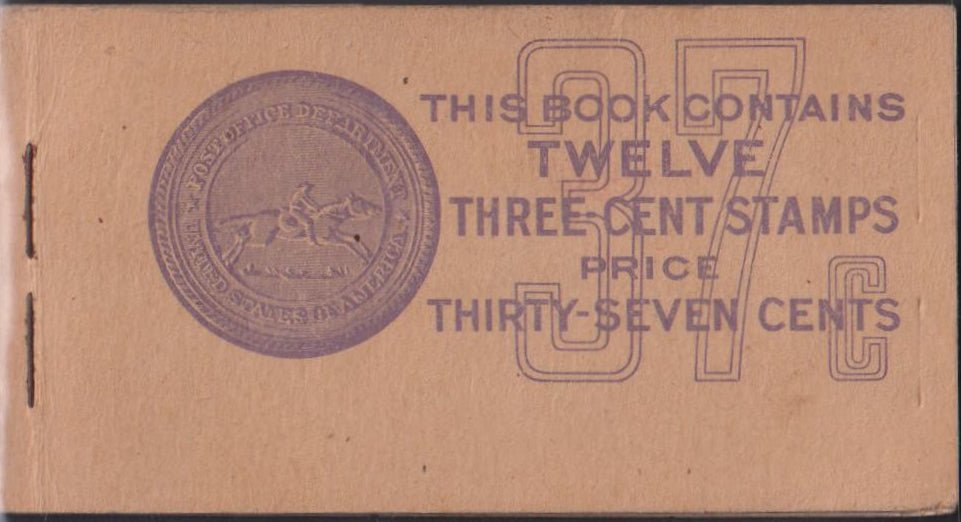 POST OFFICE DEPARTMENT
UNITED STATES OF AMERICA
37c
THIS BOOK CONTAINS
TWELVE
THREE CENT STAMPS
PRICE
THIRTY-SEVEN CENTS